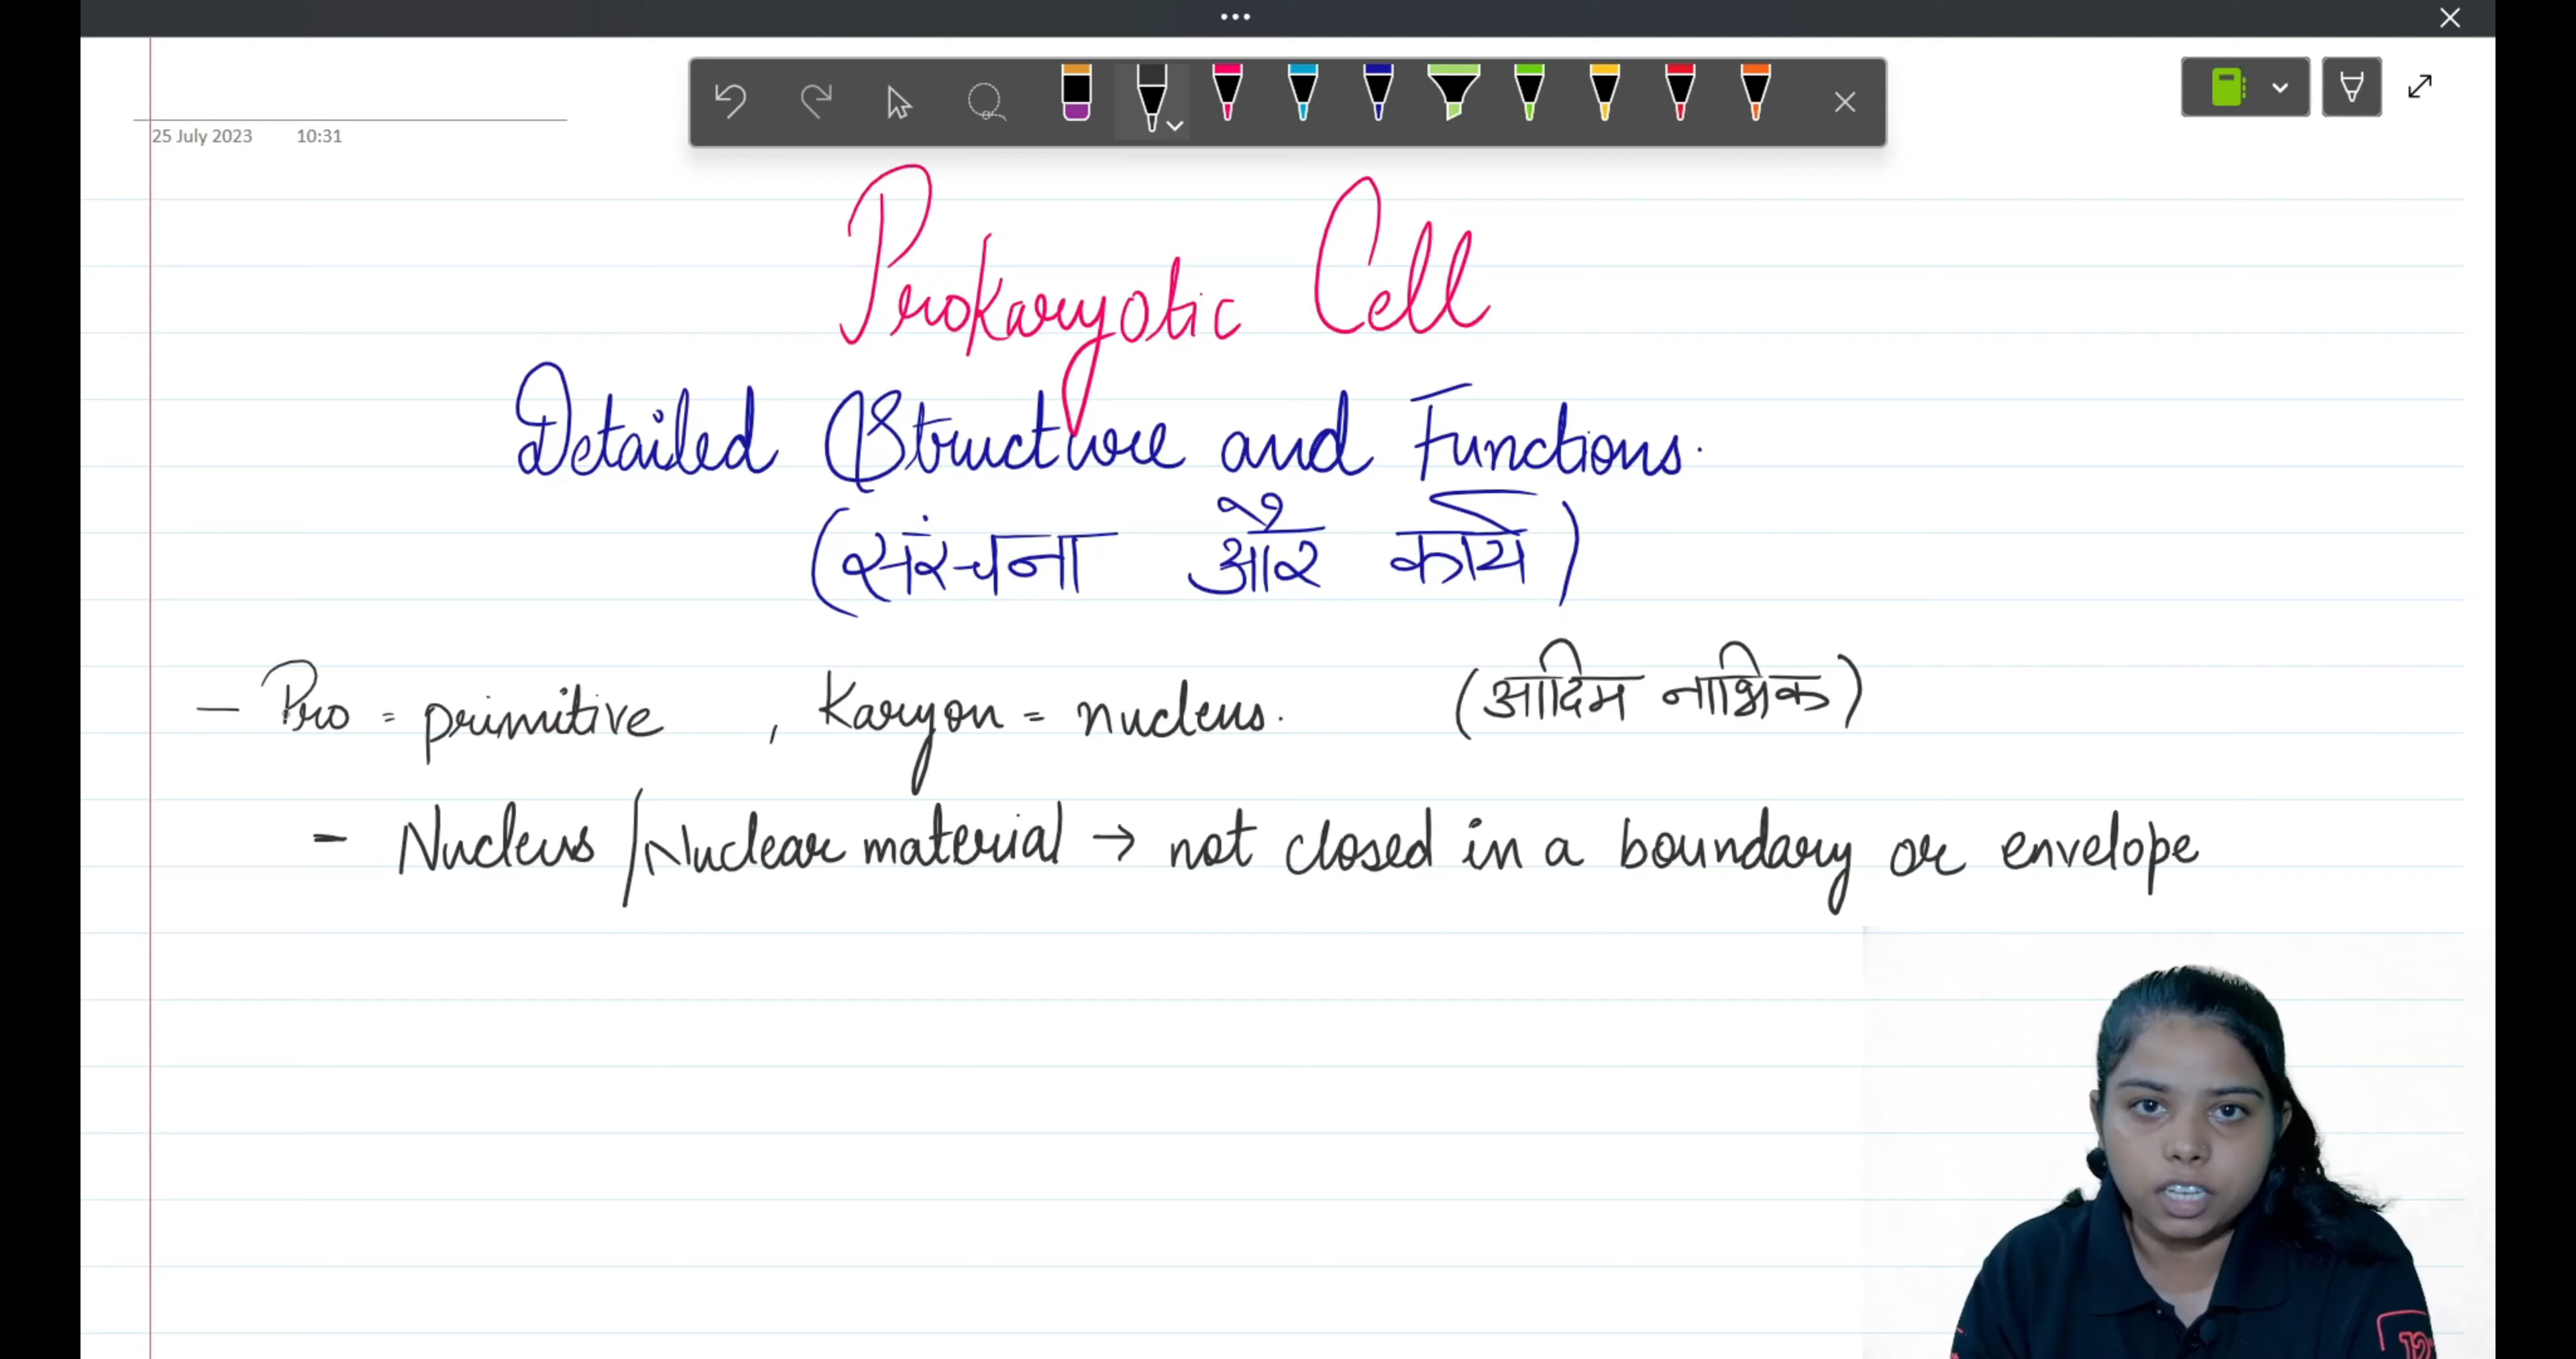 25 July 2023 10:31
Prokaryotic Cell
Detailed Structure and Functions.
(संरचना और कार्य)
- Pro = primitive , Karyon = nucleus. (आदिम नाभिक)
- Nucleus / Nuclear material → not closed in a boundary or envelope
12